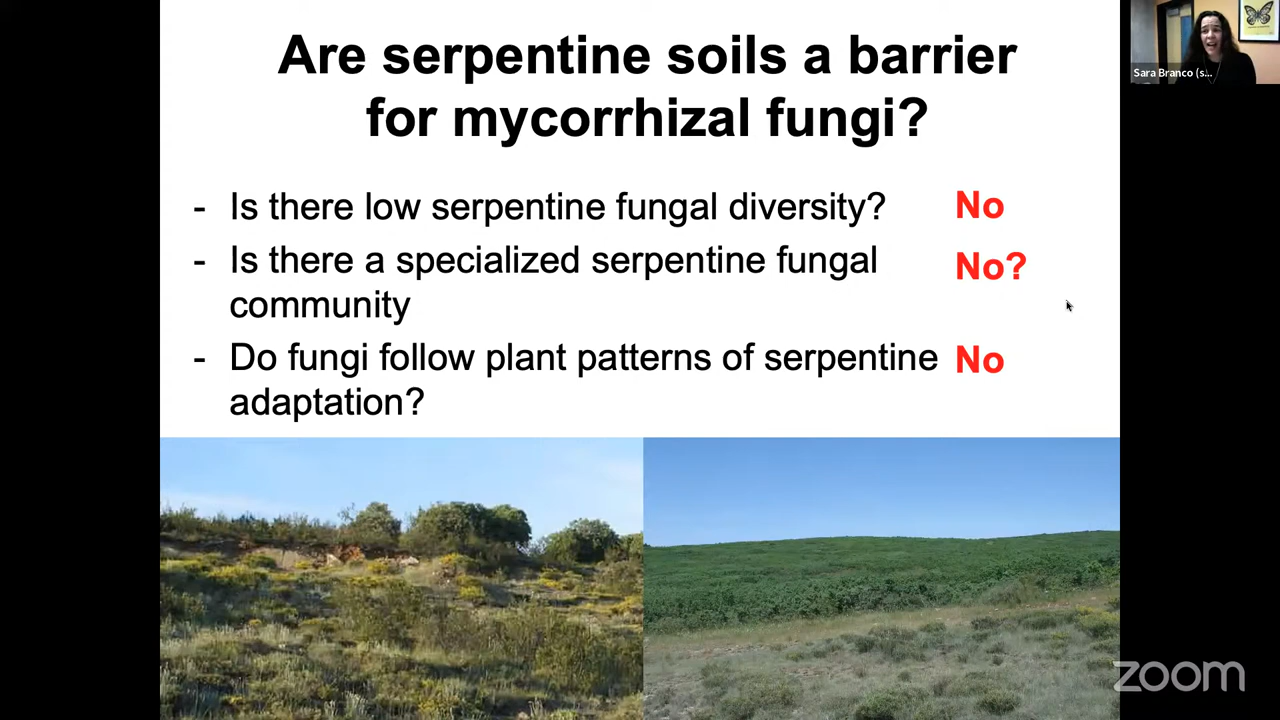 Are serpentine soils a barrier
for mycorrhizal fungi?
- Is there low serpentine fungal diversity? No
- Is there a specialized serpentine fungal No?
community
- Do fungi follow plant patterns of serpentine No
adaptation?
Sara Branco (s...
zoom